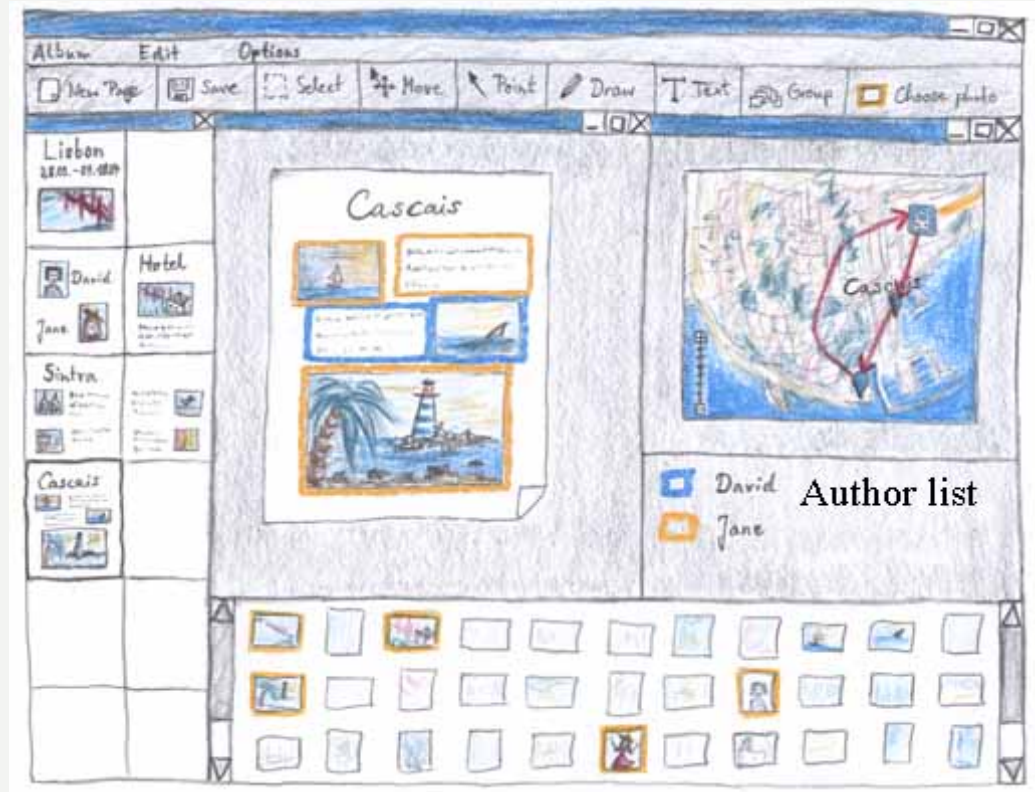 Album Edit Options
New Page Save Select Move Point Draw Text Group Choose photo
Lisbon
David
Jane
Hotel
Sintra
Cascais
Cascais
Cascais
David
Jane
Author list